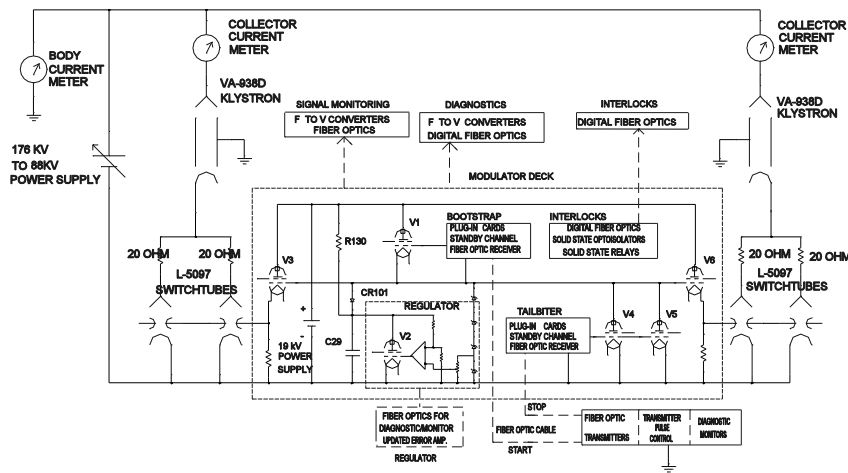 COLLECTOR
CURRENT
METER
COLLECTOR
CURRENT
METER
BODY
CURRENT
METER
VA-938D
KLYSTRON
VA-938D
KLYSTRON
SIGNAL MONITORING
F TO V CONVERTERS
FIBER OPTICS
DIAGNOSTICS
F TO V CONVERTERS
DIGITAL FIBER OPTICS
INTERLOCKS
DIGITAL FIBER OPTICS
176 KV
TO 86KV
POWER SUPPLY
MODULATOR DECK
V1
BOOTSTRAP
PLUG-IN CARDS
STANDBY CHANNEL
FIBER OPTIC RECEIVER
INTERLOCKS
DIGITAL FIBER OPTICS
SOLID STATE OPTOISOLATORS
SOLID STATE RELAYS
R130
V3
V6
20 OHM
20 OHM
L-5097
SWITCHTUBES
20 OHM
20 OHM
L-5097
SWITCHTUBES
CR101
REGULATOR
V2
+
-
19 kV
POWER
SUPPLY
C29
TAILBITER
PLUG-IN CARDS
STANDBY CHANNEL
FIBER OPTIC RECEIVER
V4
V5
FIBER OPTICS FOR
DIAGNOSTIC/MONITOR
UPDATED ERROR AMP.
REGULATOR
STOP
FIBER OPTIC CABLE
START
FIBER OPTIC
TRANSMITTERS
TRANSMITTER
PULSE
CONTROL
DIAGNOSTIC
MONITORS